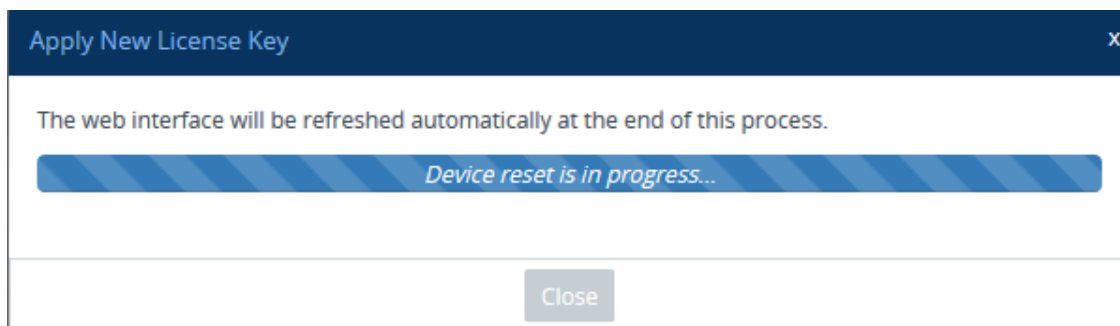 Apply New License Key
x
The web interface will be refreshed automatically at the end of this process.
Device reset is in progress...
Close